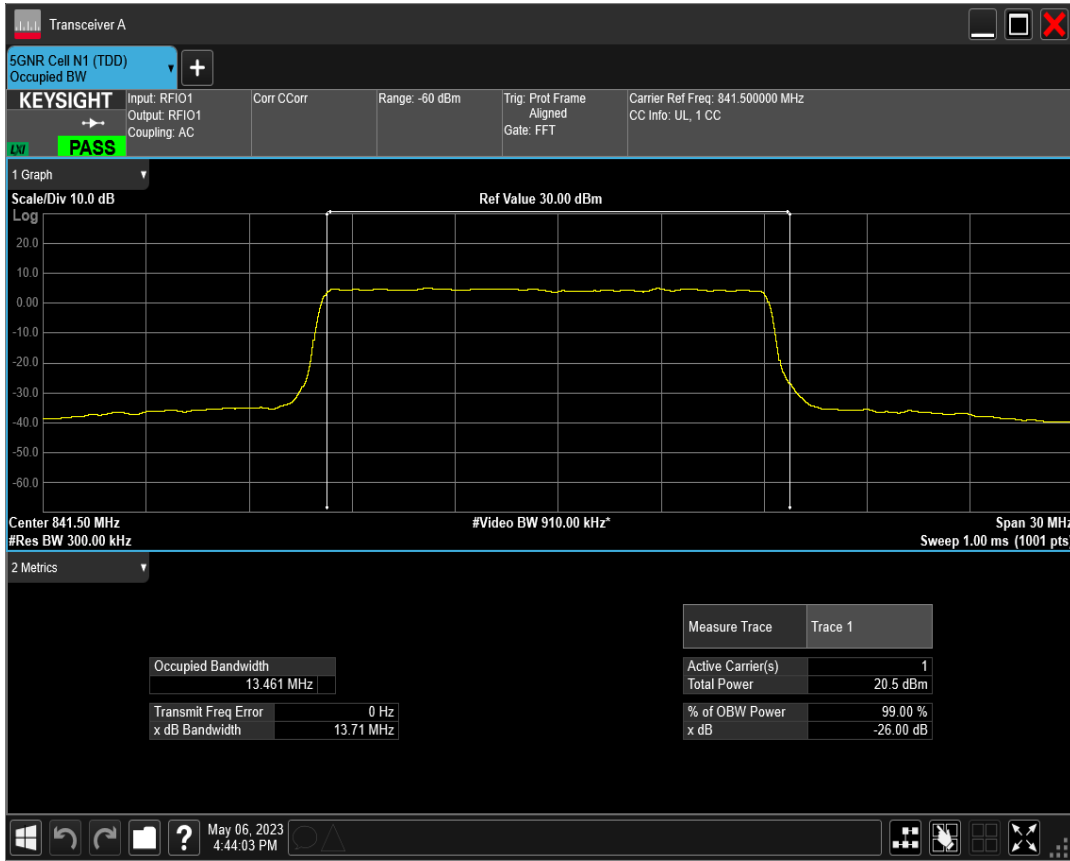 Transceiver A
5GNR Cell N1 (TDD)
Occupied BW
+
KEYSIGHT
LXI
PASS
Input: RFIO1
Output: RFIO1
Coupling: AC
Corr CCorr
Range: -60 dBm
Trig: Prot Frame
Aligned
Gate: FFT
Carrier Ref Freq: 841.500000 MHz
CC Info: UL, 1 CC
1 Graph
Scale/Div 10.0 dB
Ref Value 30.00 dBm
Log
20.0
10.0
0.00
-10.0
-20.0
-30.0
-40.0
-50.0
-60.0
Center 841.50 MHz
#Video BW 910.00 kHz*
Span 30 MHz
#Res BW 300.00 kHz
Sweep 1.00 ms (1001 pts)
2 Metrics
Measure Trace Trace 1
Occupied Bandwidth
13.461 MHz
Active Carrier(s) 1
Total Power 20.5 dBm
Transmit Freq Error 0 Hz
x dB Bandwidth 13.71 MHz
% of OBW Power 99.00 %
x dB -26.00 dB
?
May 06, 2023
4:44:03 PM